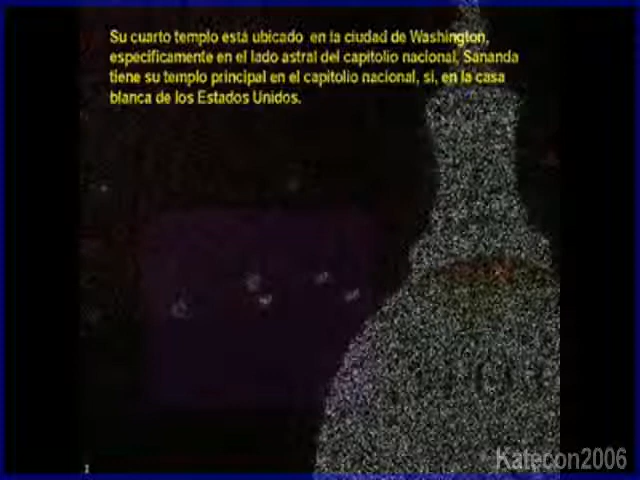 Su cuarto templo está ubicado en la ciudad de Washington,
especificamente en el lado astral del capitolio nacional, Sananda
tiene su templo principal en el capitolio nacional, si, en la casa
blanca de los Estados Unidos.
Katecon2006